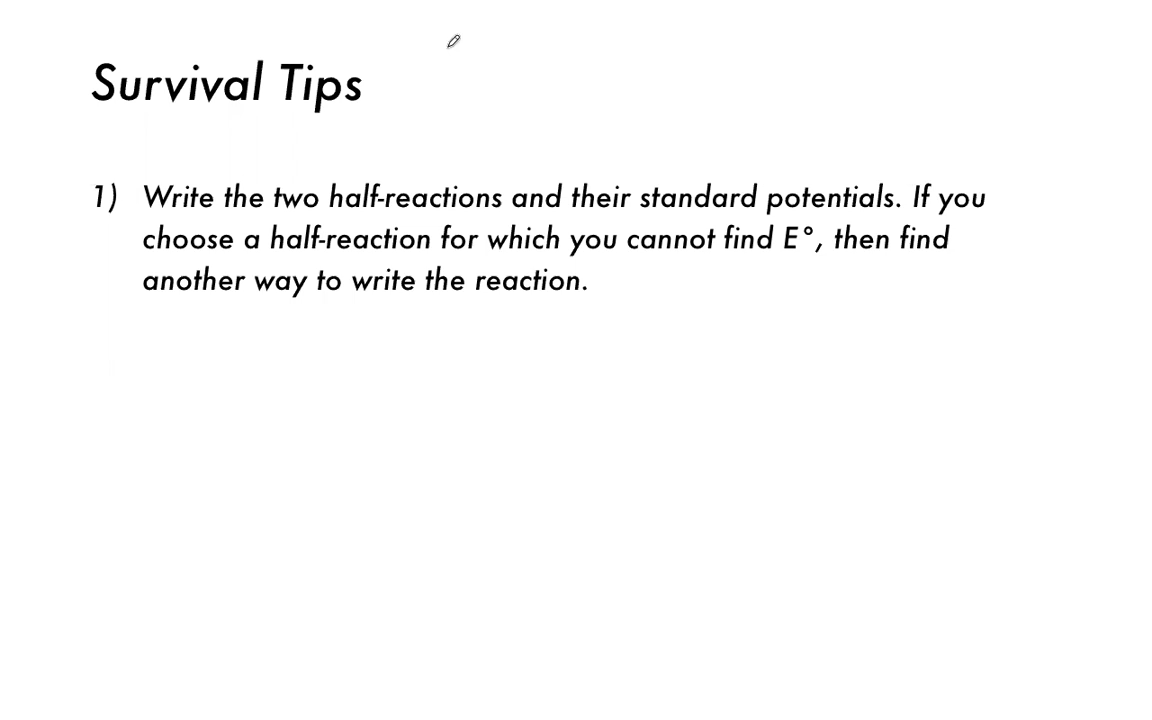 Survival Tips
1) Write the two half-reactions and their standard potentials. If you
choose a half-reaction for which you cannot find E°, then find
another way to write the reaction.